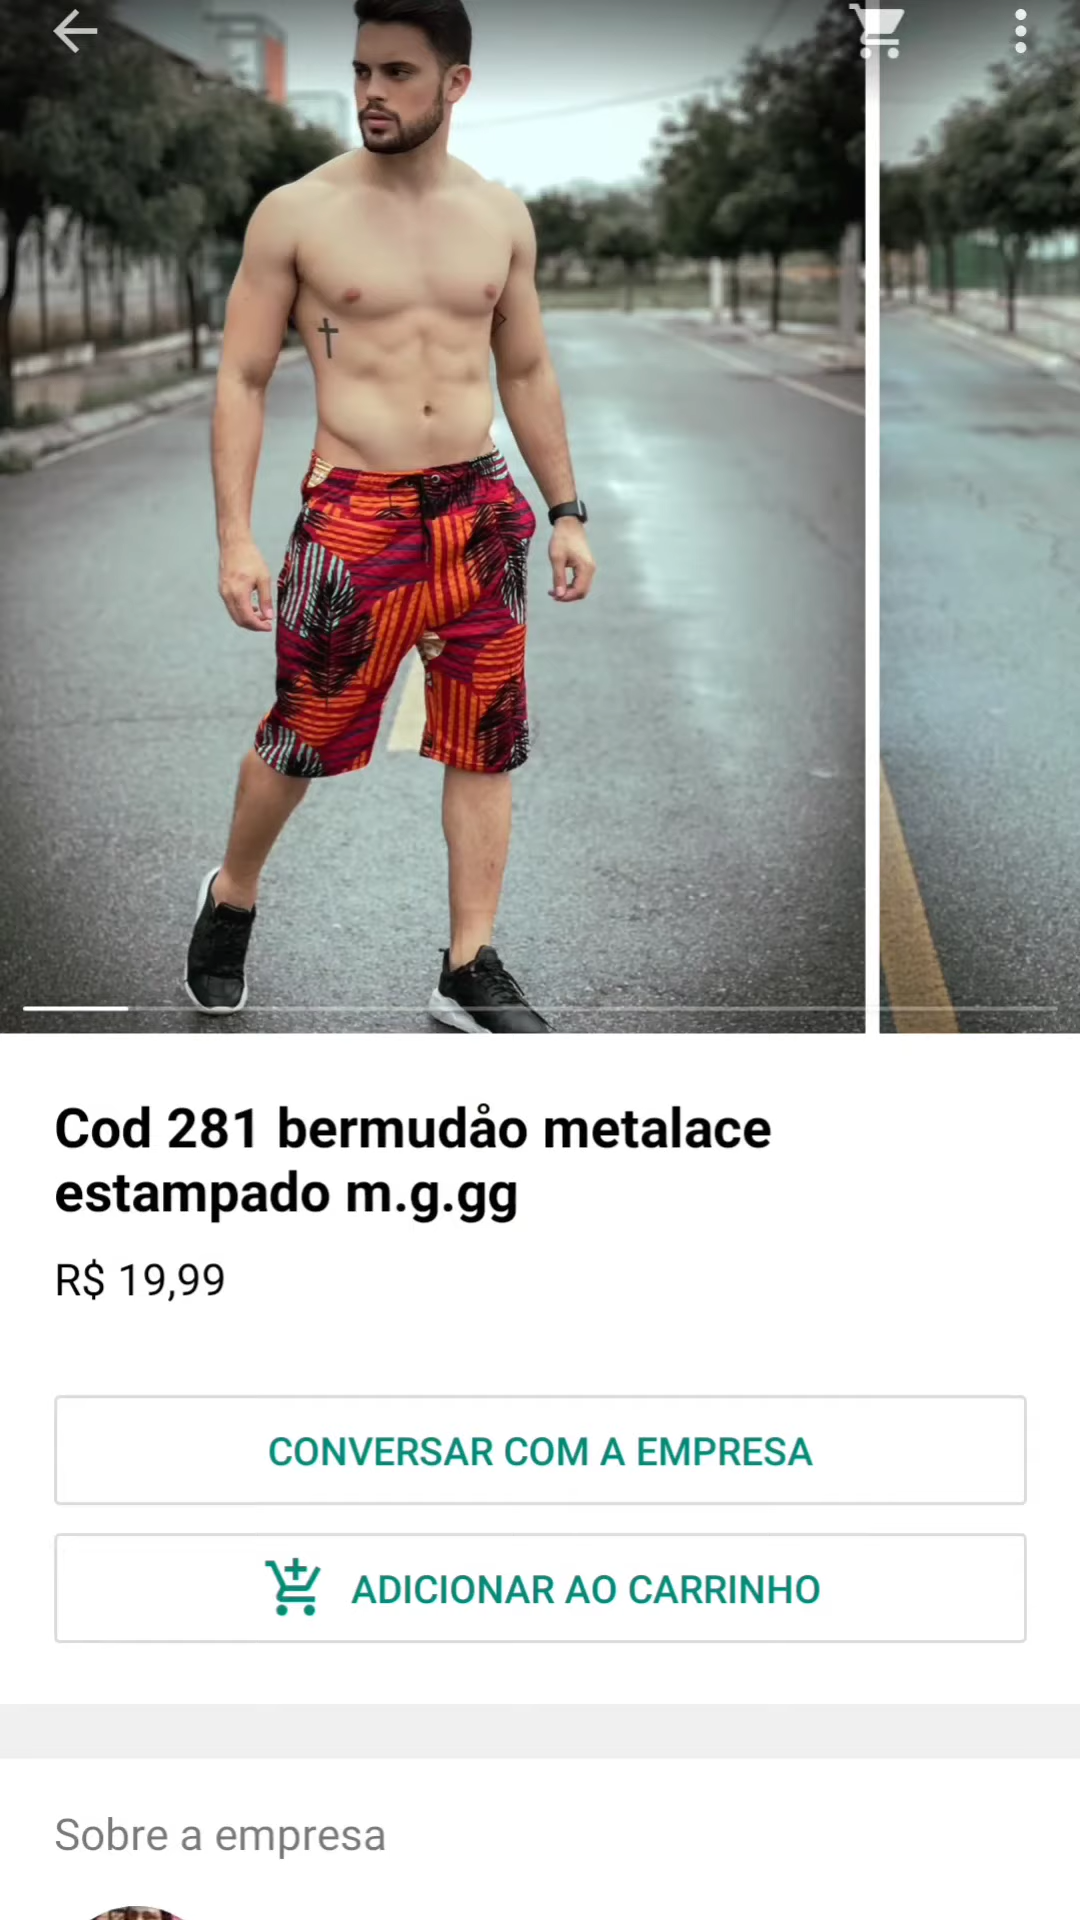 Cod 281 bermudåo metalace
estampado m.g.gg
R$ 19,99
CONVERSAR COM A EMPRESA
ADICIONAR AO CARRINHO
Sobre a empresa